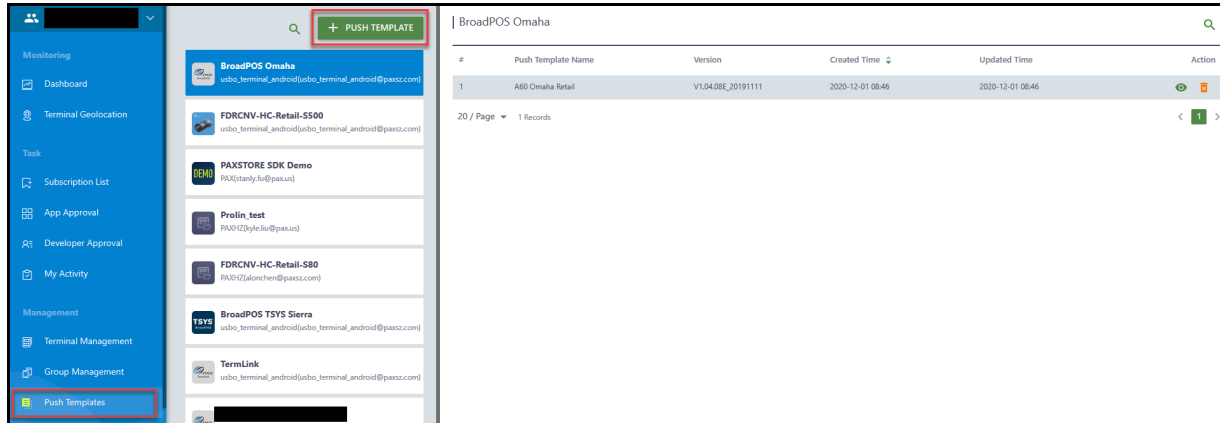 Monitoring
Dashboard
Terminal Geolocation
Task
Subscription List
App Approval
Developer Approval
My Activity
Management
Terminal Management
Group Management
Push Templates
+ PUSH TEMPLATE
BroadPOS Omaha
usbo_terminal_android(usbo_terminal_android@paxsz.com)
FDRCNV-HC-Retail-S500
usbo_terminal_android(usbo_terminal_android@paxsz.com)
DEMO
PAXSTORE SDK Demo
PAX(stanly.fu@pax.us)
Prolin_test
PAXHZ(kyle.liu@pax.us)
FDRCNV-HC-Retail-S80
PAXHZ(alonchen@paxsz.com)
TSYS
BroadPOS TSYS Sierra
usbo_terminal_android(usbo_terminal_android@paxsz.com)
TermLink
usbo_terminal_android(usbo_terminal_android@paxsz.com)
BroadPOS Omaha
# Push Template Name Version Created Time Updated Time Action
1 A60 Omaha Retail V1.04.08E_20191111 2020-12-01 08:46 2020-12-01 08:46
20 / Page 1 Records < 1 >